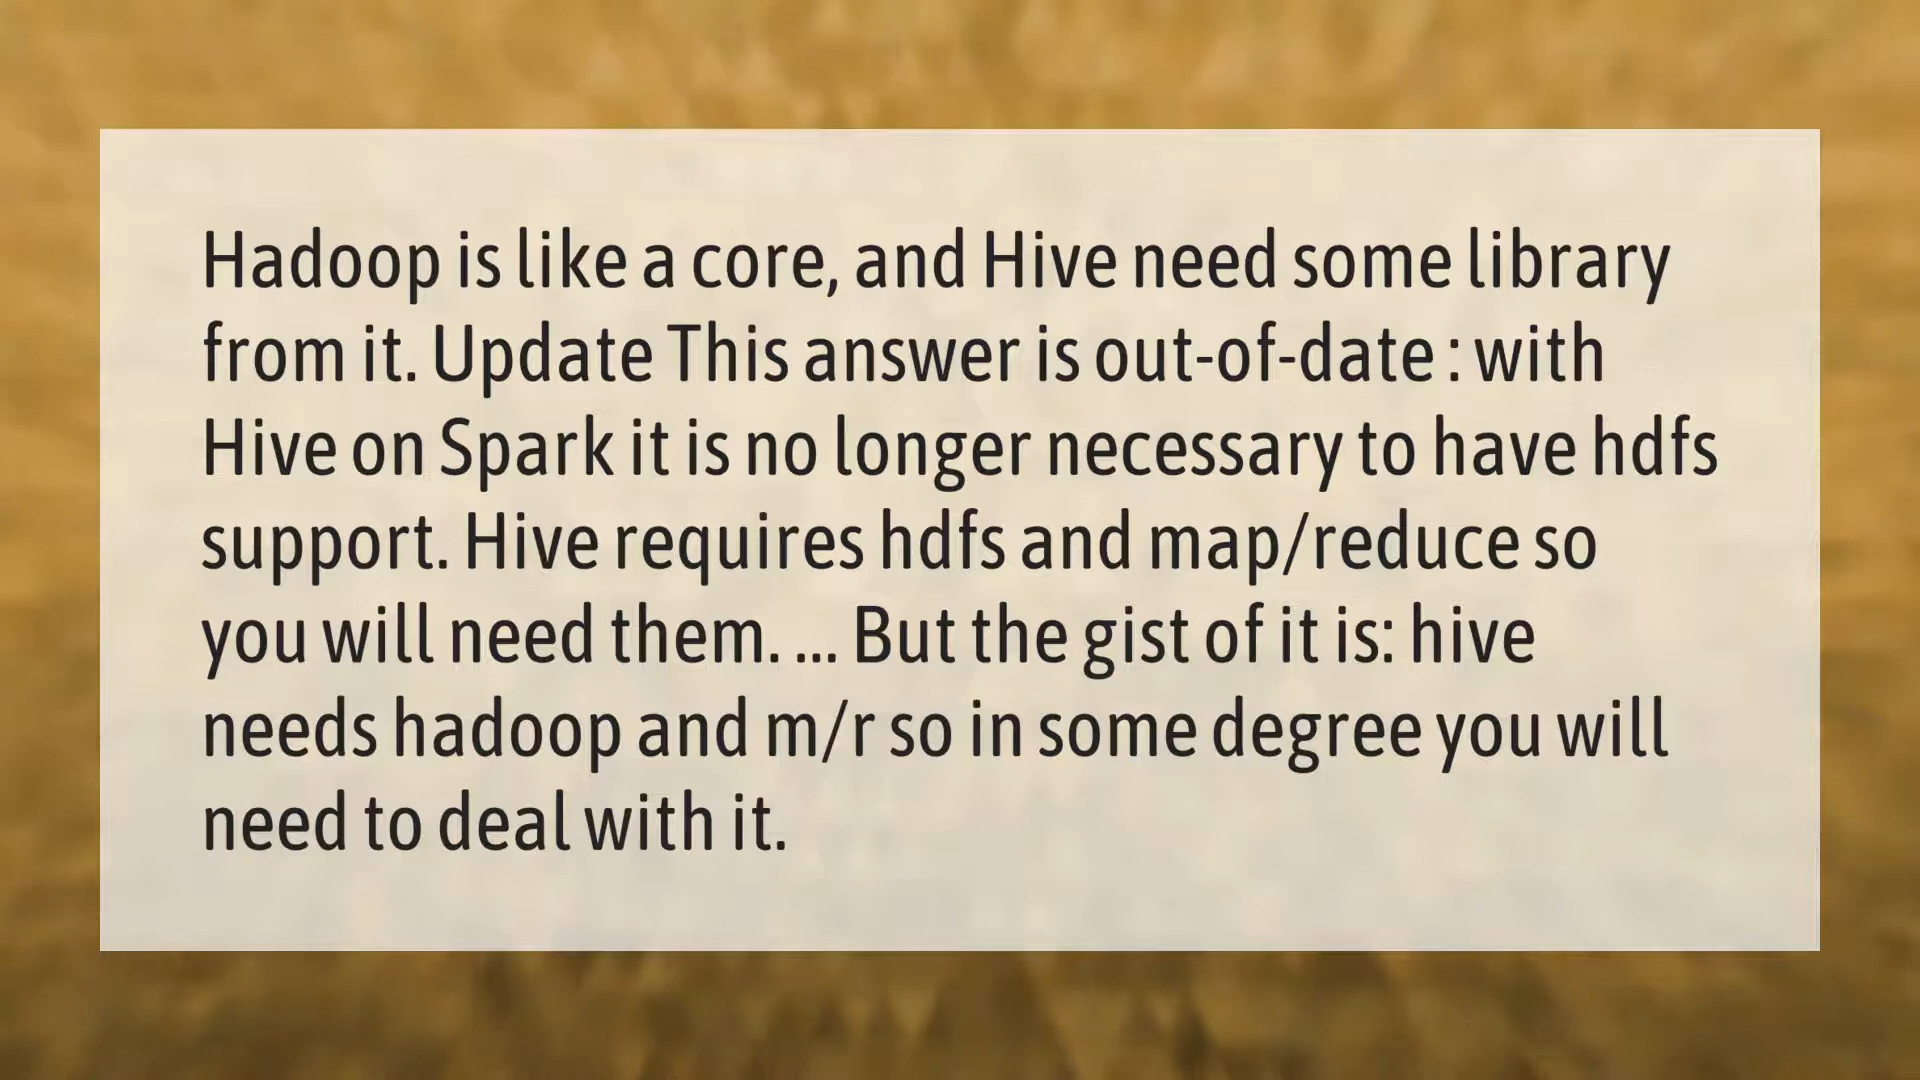 Hadoop is like a core, and Hive need some library
from it. Update This answer is out-of-date : with
Hive on Spark it is no longer necessary to have hdfs
support. Hive requires hdfs and map/reduce so
you will need them. ... But the gist of it is: hive
needs hadoop and m/r so in some degree you will
need to deal with it.